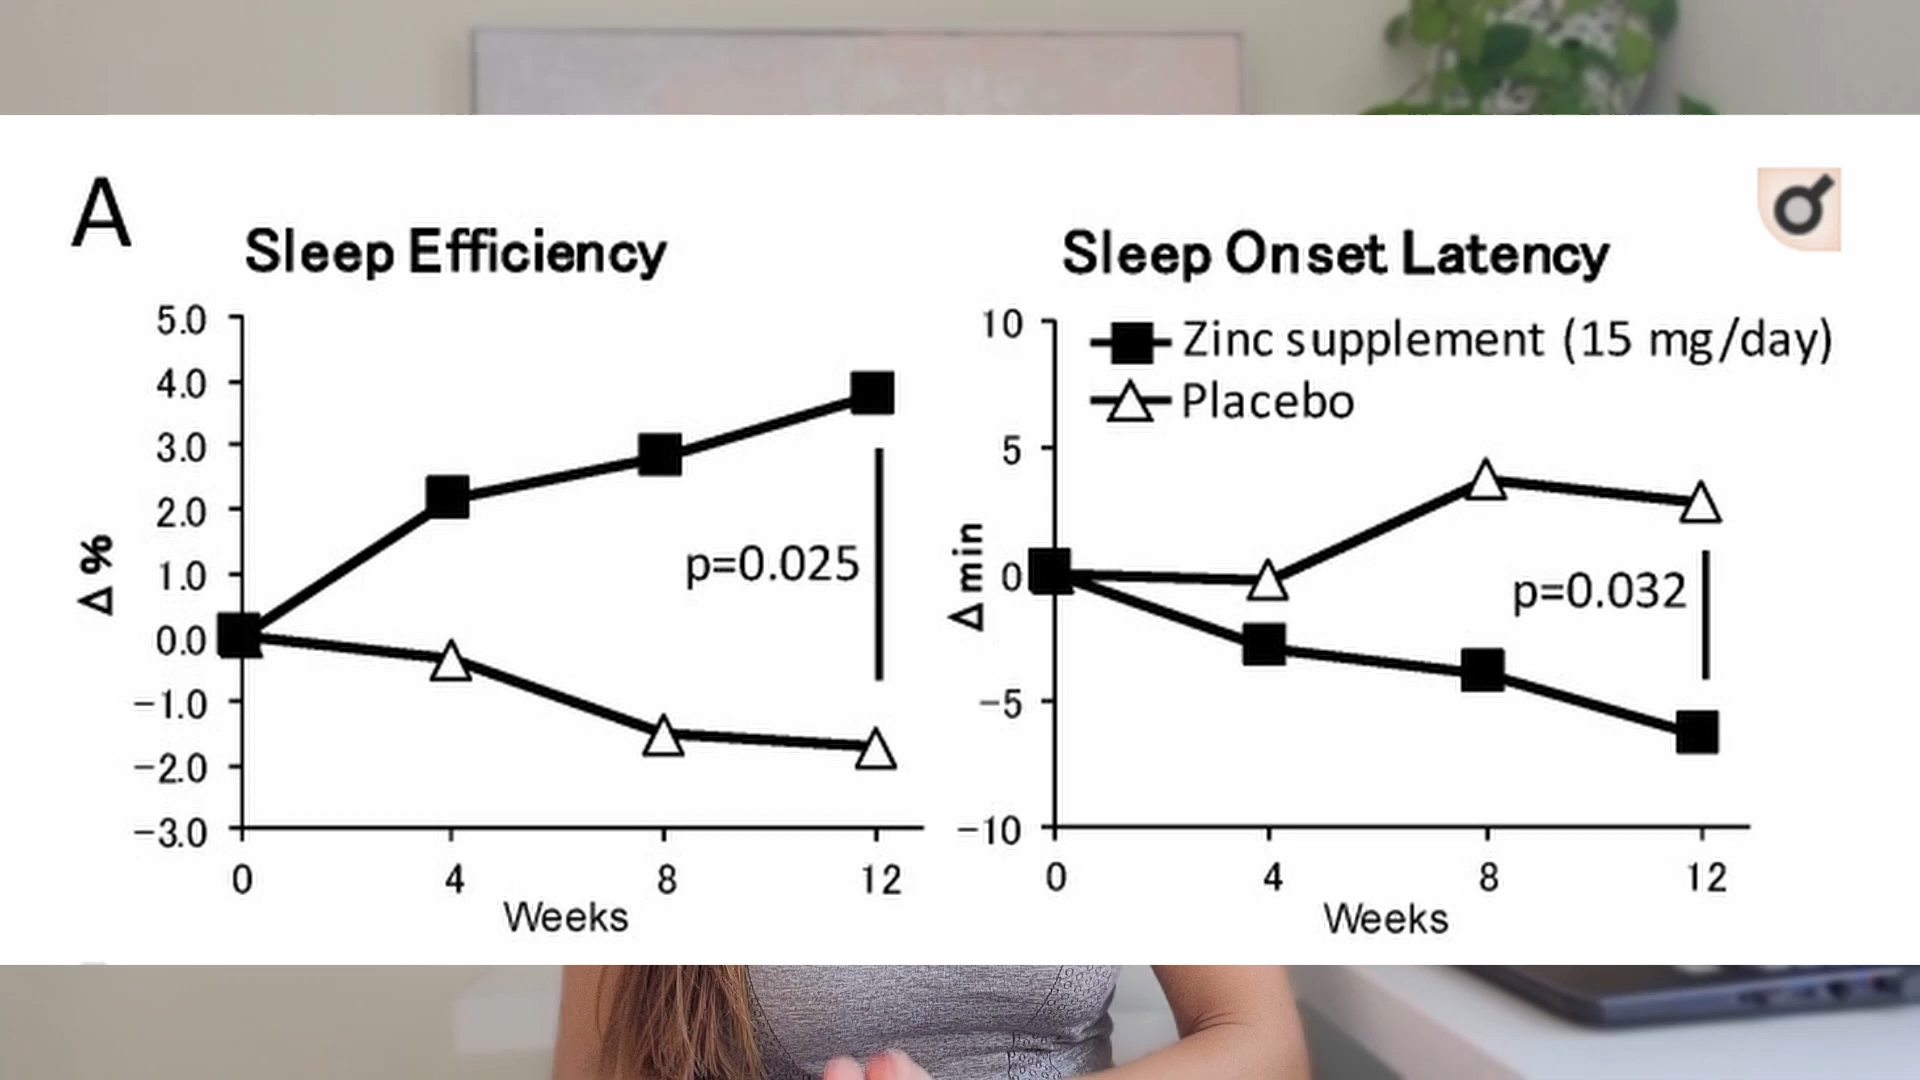 A
Sleep Efficiency
5.0
4.0
3.0
2.0
1.0
0.0
−1.0
−2.0
−3.0
Δ %
p=0.025
0 4 8 12
Weeks
Sleep Onset Latency
Zinc supplement (15 mg/day)
Placebo
10
5
0
−5
−10
Δ min
p=0.032
0 4 8 12
Weeks